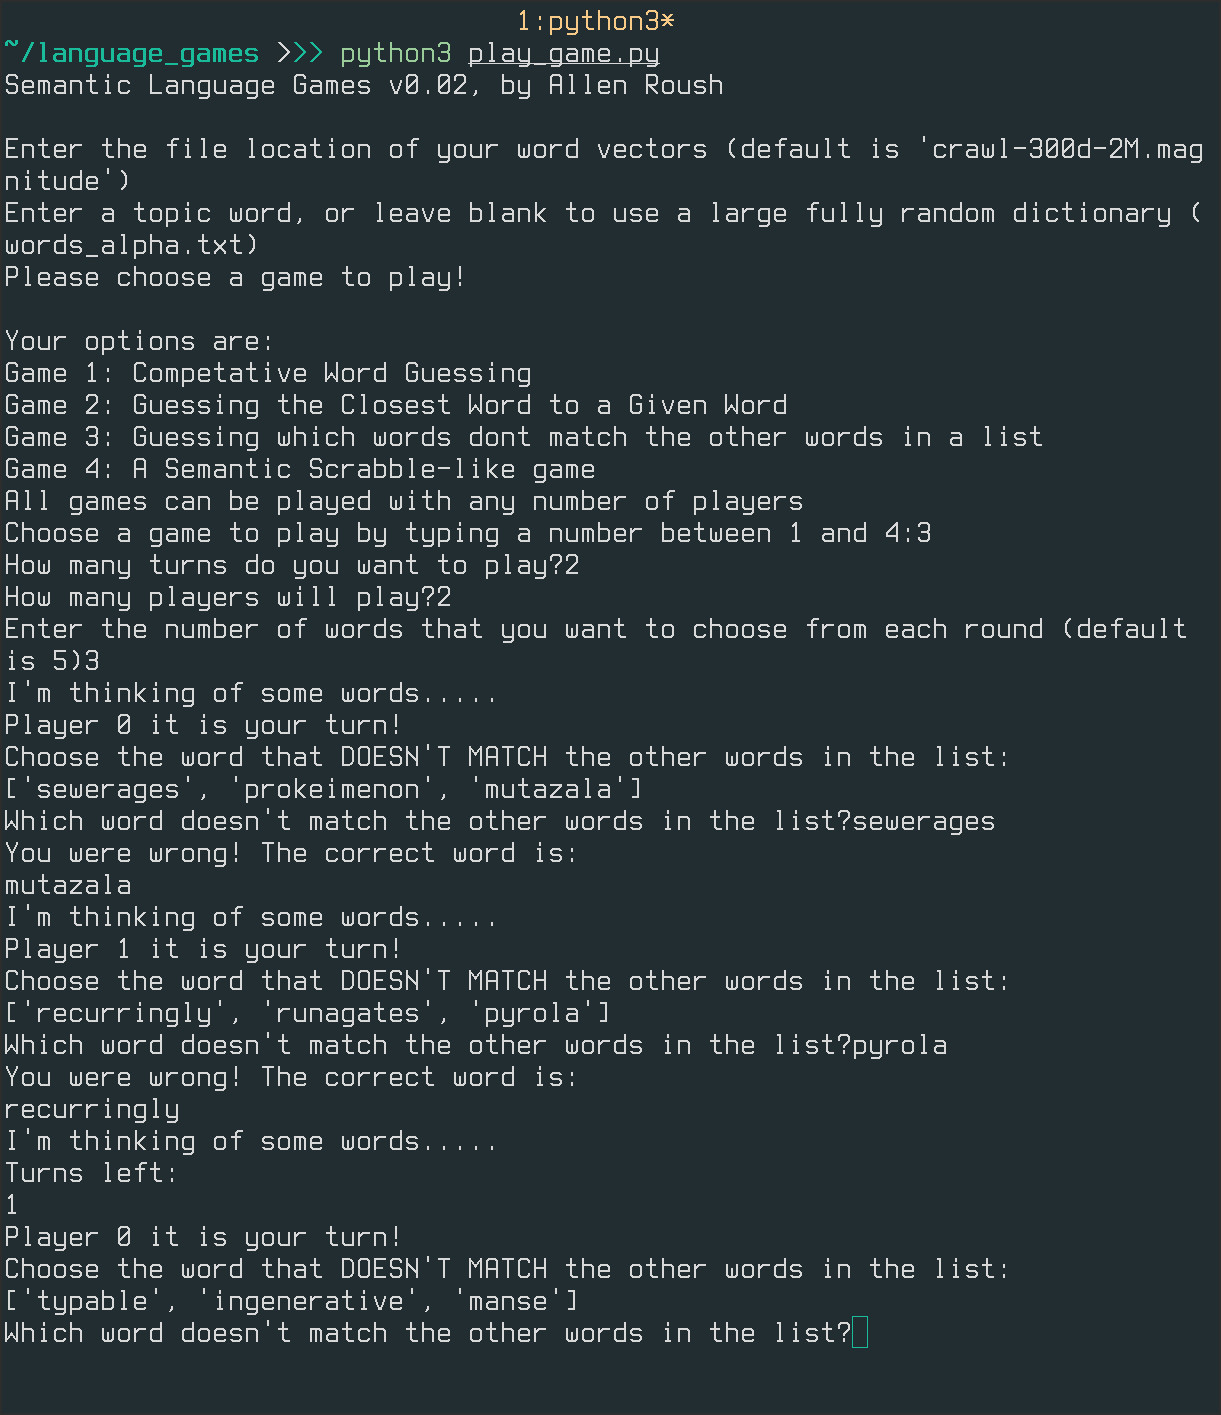 1:python3*
~/language_games >>> python3 play_game.py
Semantic Language Games v0.02, by Allen Roush
Enter the file location of your word vectors (default is 'crawl-300d-2M.mag
nitude')
Enter a topic word, or leave blank to use a large fully random dictionary (
words_alpha.txt)
Please choose a game to play!
Your options are:
Game 1: Competative Word Guessing
Game 2: Guessing the Closest Word to a Given Word
Game 3: Guessing which words dont match the other words in a list
Game 4: A Semantic Scrabble-like game
All games can be played with any number of players
Choose a game to play by typing a number between 1 and 4:3
How many turns do you want to play?2
How many players will play?2
Enter the number of words that you want to choose from each round (default
is 5)3
I'm thinking of some words.....
Player 0 it is your turn!
Choose the word that DOESN'T MATCH the other words in the list:
['sewerages', 'prokeimenon', 'mutazala']
Which word doesn't match the other words in the list?sewerages
You were wrong! The correct word is:
mutazala
I'm thinking of some words.....
Player 1 it is your turn!
Choose the word that DOESN'T MATCH the other words in the list:
['recurringly', 'runagates', 'pyrola']
Which word doesn't match the other words in the list?pyrola
You were wrong! The correct word is:
recurringly
I'm thinking of some words.....
Turns left:
1
Player 0 it is your turn!
Choose the word that DOESN'T MATCH the other words in the list:
['typable', 'ingenerative', 'manse']
Which word doesn't match the other words in the list?